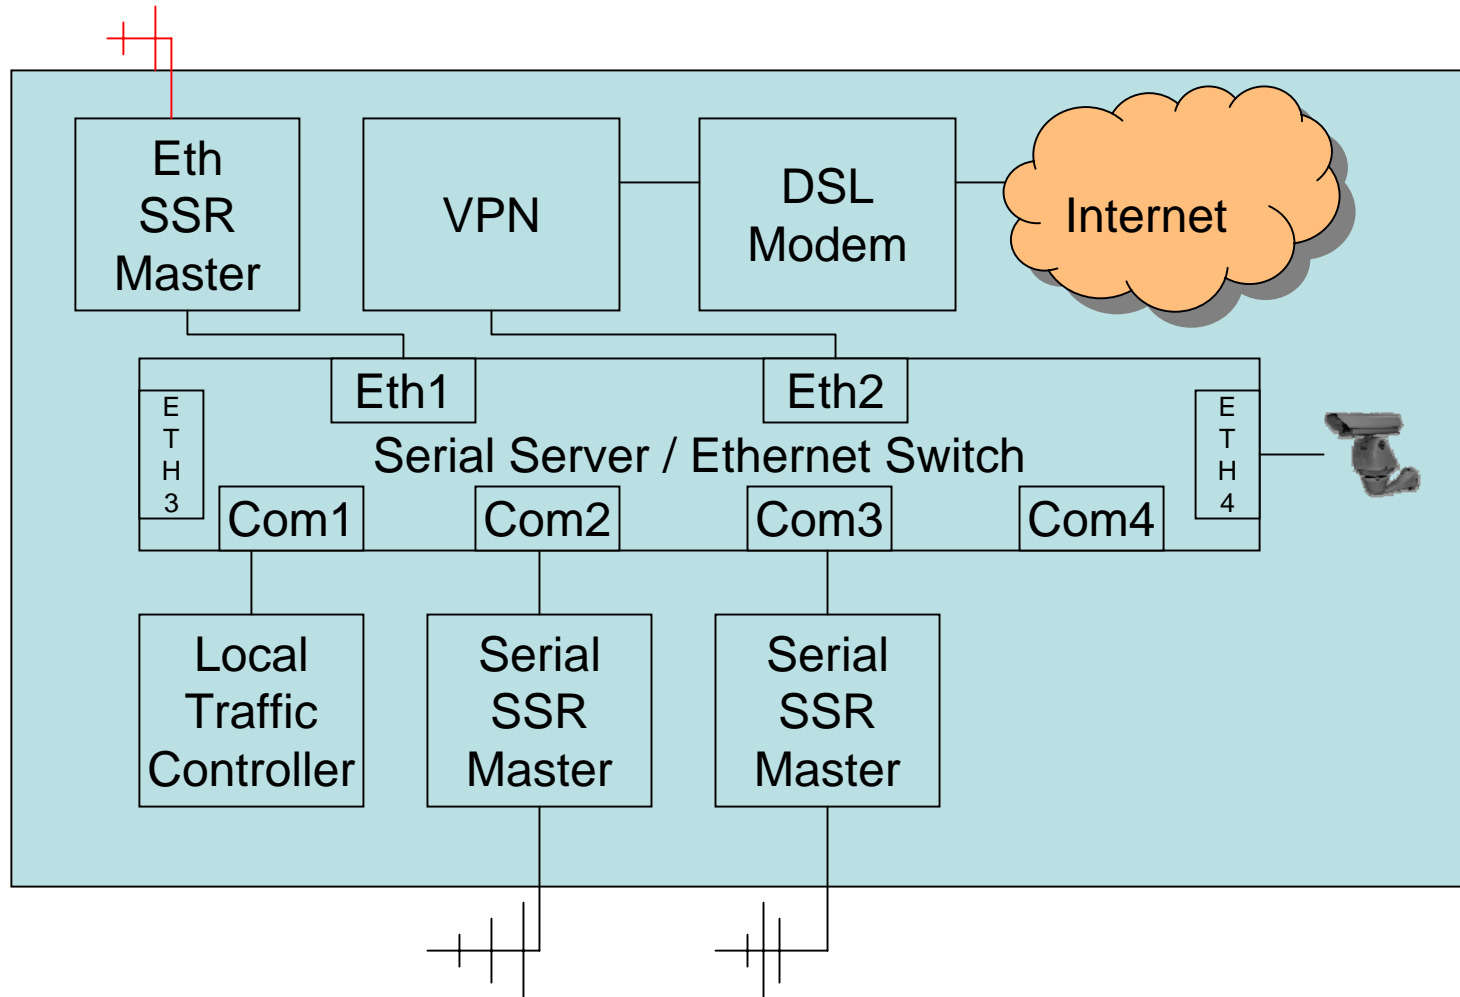 Eth
SSR
Master
VPN
DSL
Modem
Internet
Eth1
Eth2
E
T
H
3
E
T
H
4
Serial Server / Ethernet Switch
Com1
Com2
Com3
Com4
Local
Traffic
Controller
Serial
SSR
Master
Serial
SSR
Master